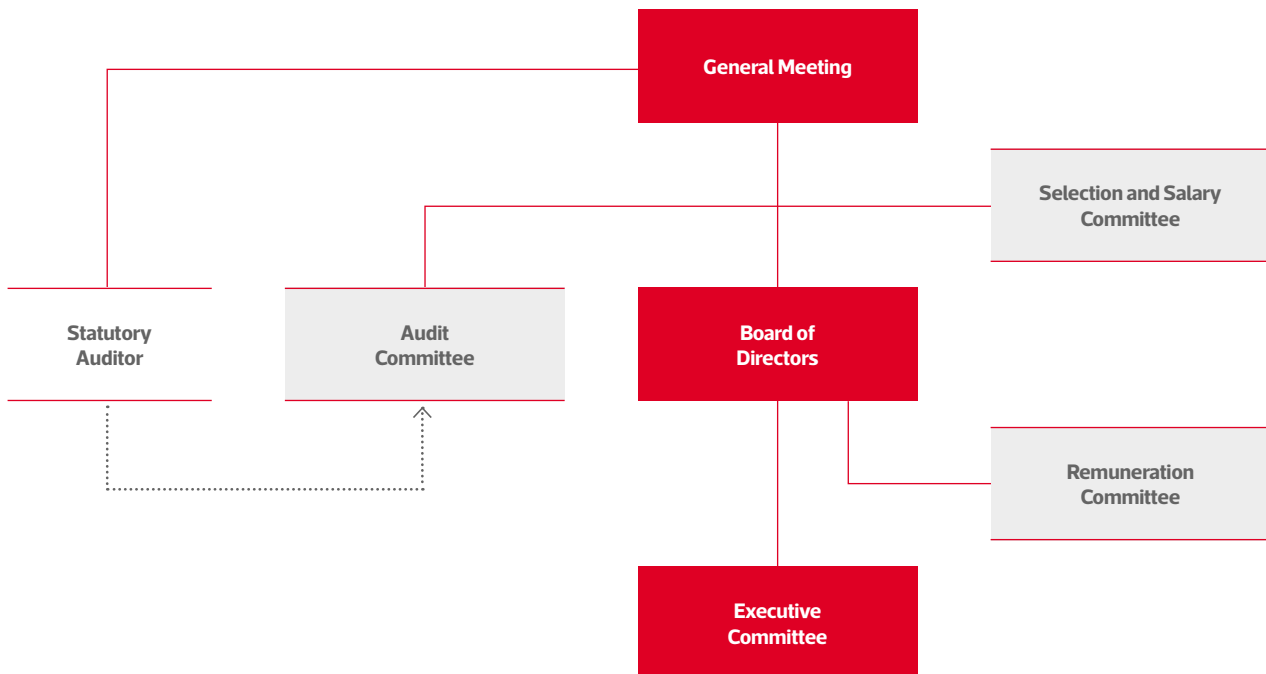 General Meeting
Selection and Salary
Committee
Statutory
Auditor
Audit
Committee
Board of
Directors
Remuneration
Committee
Executive
Committee